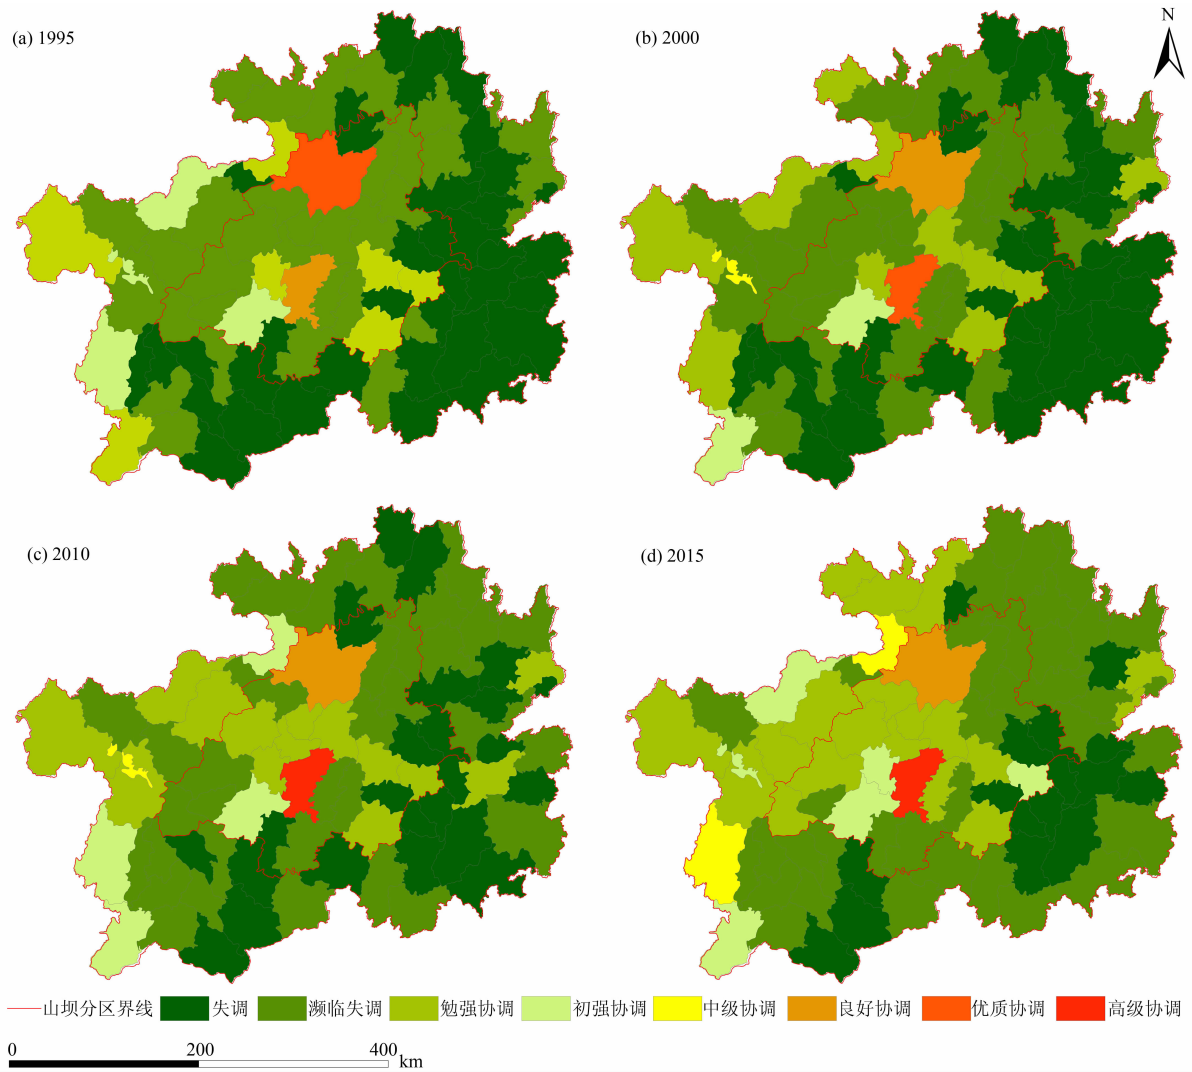 (a) 1995
(b) 2000
N
(c) 2010
(d) 2015
山坝分区界线 失调 濒临失调 勉强协调 初强协调 中级协调 良好协调 优质协调 高级协调
0 200 400
km